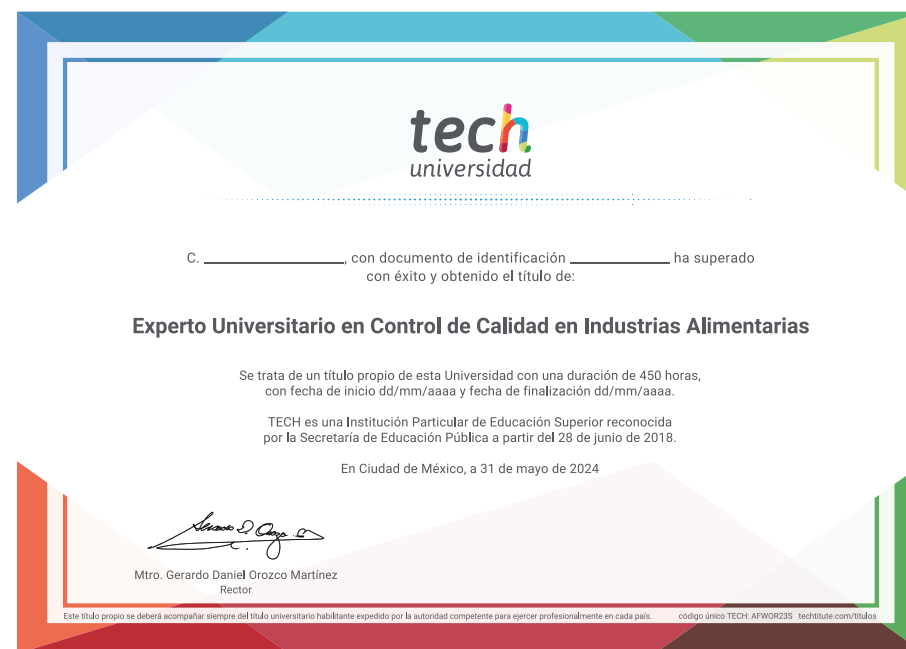 tech
universidad
C. ____________, con documento de identificación ____________ ha superado
con éxito y obtenido el título de:
Experto Universitario en Control de Calidad en Industrias Alimentarias
Se trata de un título propio de esta Universidad con una duración de 450 horas,
con fecha de inicio dd/mm/aaaa y fecha de finalización dd/mm/aaaa.
TECH es una Institución Particular de Educación Superior reconocida
por la Secretaría de Educación Pública a partir del 28 de junio de 2018.
En Ciudad de México, a 31 de mayo de 2024
Mtro. Gerardo Daniel Orozco Martínez
Rector
Este título propio se deberá acompañar siempre del título universitario habilitante expedido por la autoridad competente para ejercer profesionalmente en cada país. código único TECH: AFWOR23S techtitute.com/titulos